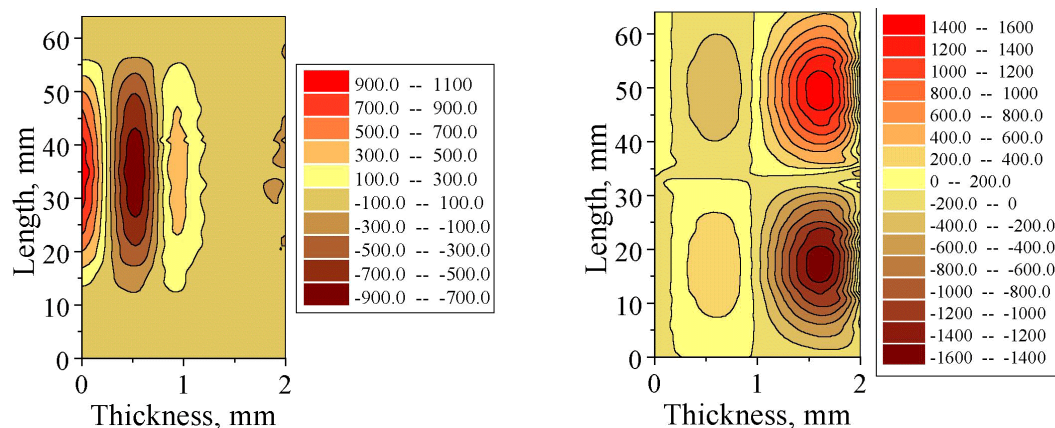 60
50
40
30
20
10
0
Length, mm
0
1
2
Thickness, mm
900.0 -- 1100
700.0 -- 900.0
500.0 -- 700.0
300.0 -- 500.0
100.0 -- 300.0
-100.0 -- 100.0
-300.0 -- -100.0
-500.0 -- -300.0
-700.0 -- -500.0
-900.0 -- -700.0
60
50
40
30
20
10
0
Length, mm
0
1
2
Thickness, mm
1400 -- 1600
1200 -- 1400
1000 -- 1200
800.0 -- 1000
600.0 -- 800.0
400.0 -- 600.0
200.0 -- 400.0
0 -- 200.0
-200.0 -- 0
-400.0 -- -200.0
-600.0 -- -400.0
-800.0 -- -600.0
-1000 -- -800.0
-1200 -- -1000
-1400 -- -1200
-1600 -- -1400